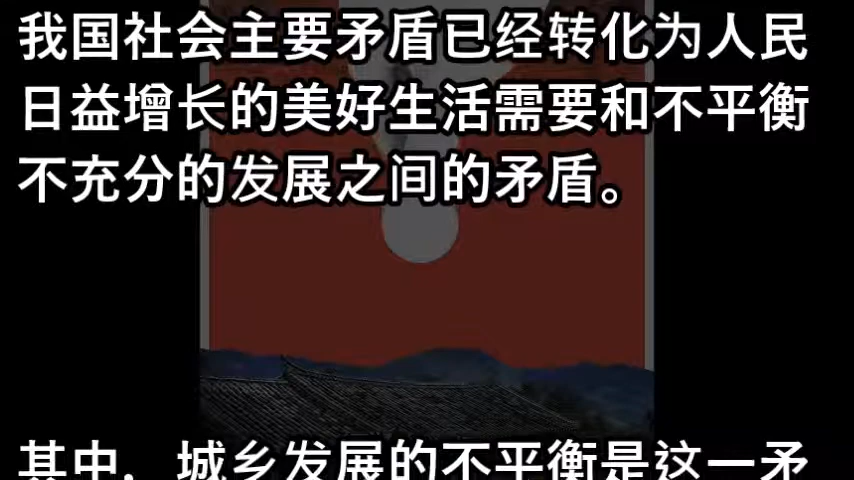 我国社会主要矛盾已经转化为人民
日益增长的美好生活需要和不平衡
不充分的发展之间的矛盾。
其中，城乡发展的不平衡是这一矛